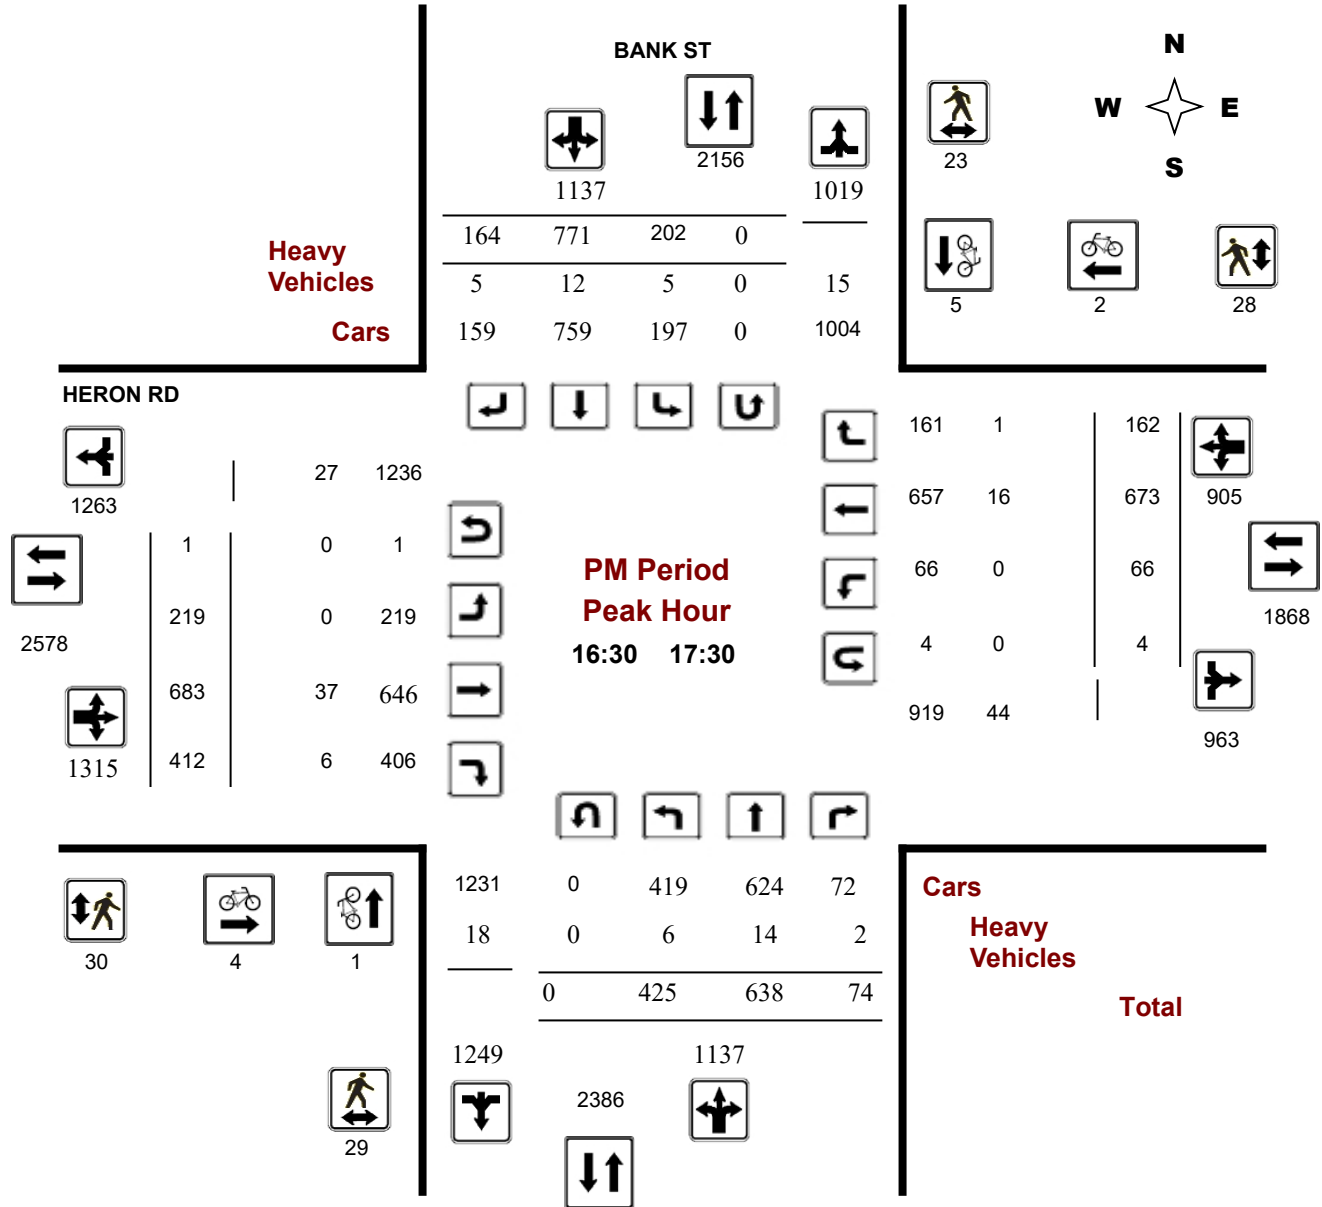 BANK ST
N
W E
S
2156
23
1137 1019
164 771 202 0
Heavy
Vehicles
5 12 5 0 15
5 2 28
Cars
159 759 197 0 1004
HERON RD
161 1 162
27 1236
1263
657 16 673 905
1 0 1
PM Period
66 0 66
Peak Hour
219 0 219
1868
16:30 17:30
2578
4 0 4
683 37 646
919 44
963
1315 412 6 406
1231 0 419 624 72
Cars
18 0 6 14 2
Heavy
Vehicles
30 4 1
0 425 638 74
Total
1249 1137
2386
29